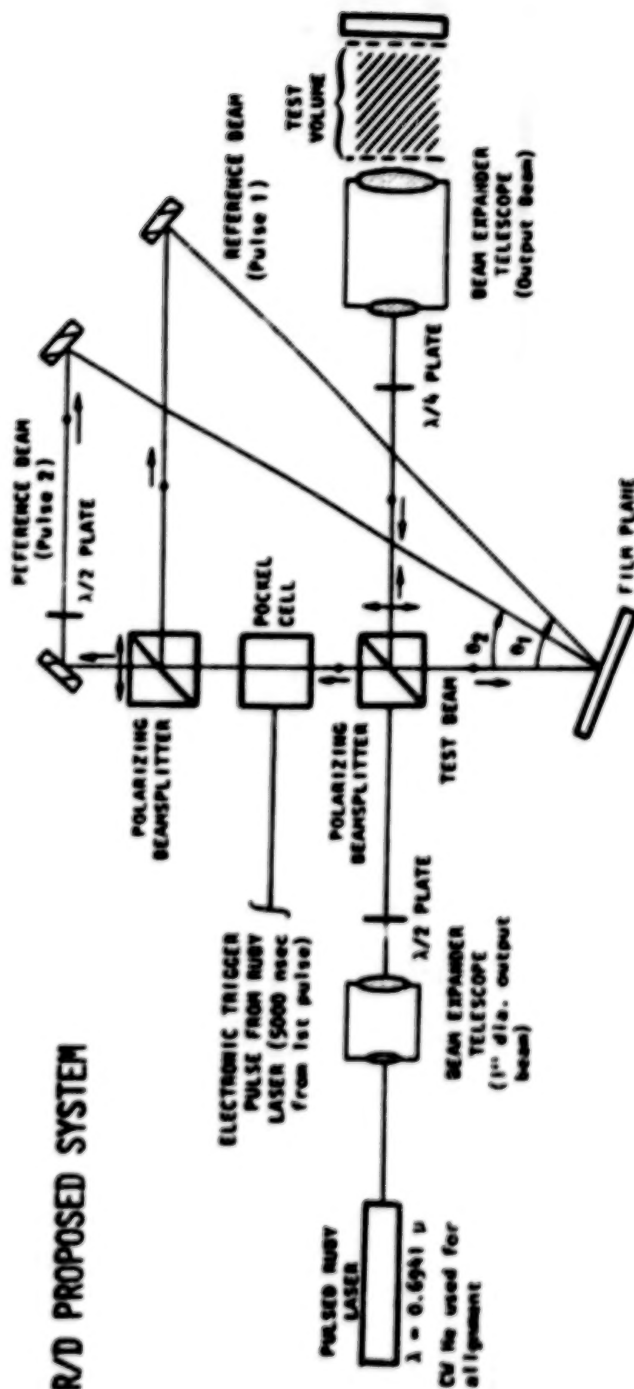 R/D PROPOSED SYSTEM
REFERENCE BEAM
(Pulse 2)
λ/2 PLATE
REFERENCE BEAM
(Pulse 1)
TEST
VOLUME
POLARIZING
BEAMSPLITTER
POCKEL
CELL
ELECTRONIC TRIGGER
PULSE FROM RUBY
LASER (5000 nsec
from 1st pulse)
POLARIZING
BEAMSPLITTER
λ/4 PLATE
BEAM EXPANDER
TELESCOPE
(Output Beam)
PULSED RUBY
LASER
λ = 0.6941 μ
CW He used for
alignment
BEAM EXPANDER
TELESCOPE
(1" dia. output
beam)
λ/2 PLATE
TEST BEAM
θ2
θ1
FILM PLANE